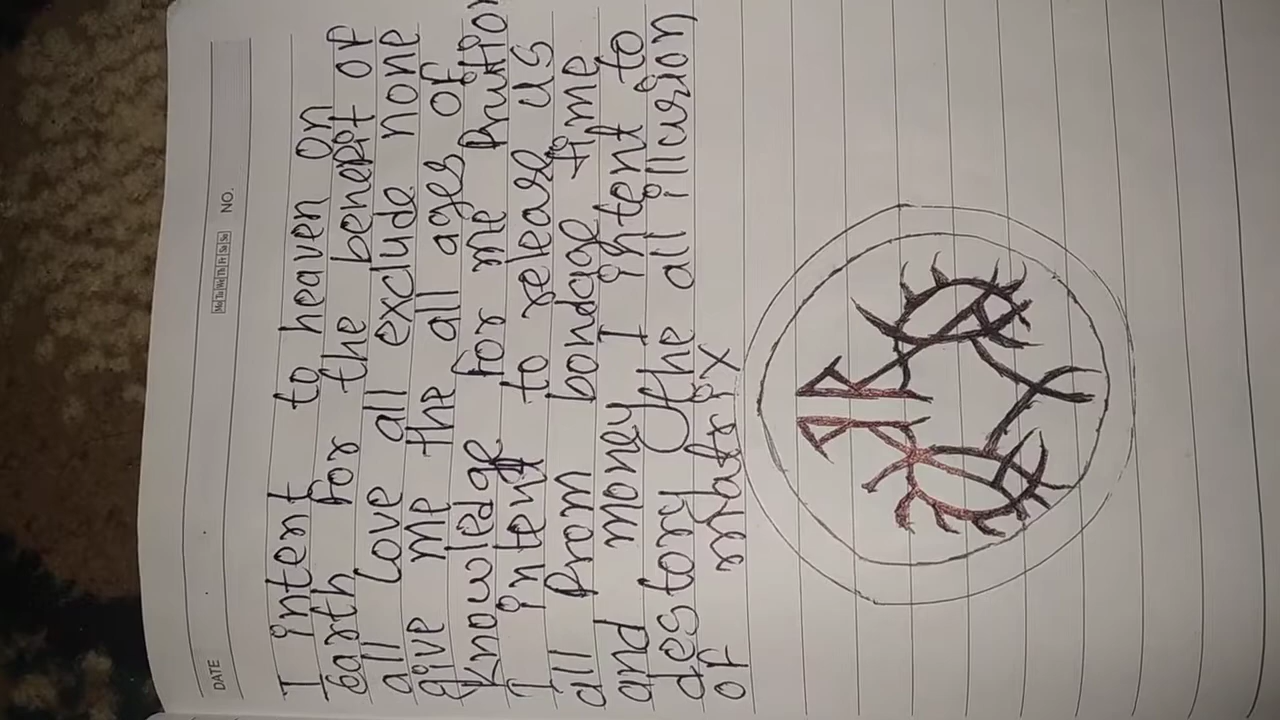 DATE
Mo Tu We Th Fr Sa Su
NO.
I intent to heaven on
Earth for the benefit of
all love all exclude none
give me the all ages of
Knowledge for me
I intent to release us
all from bondage time
and money I intent to
destory the all illusion
of matrix